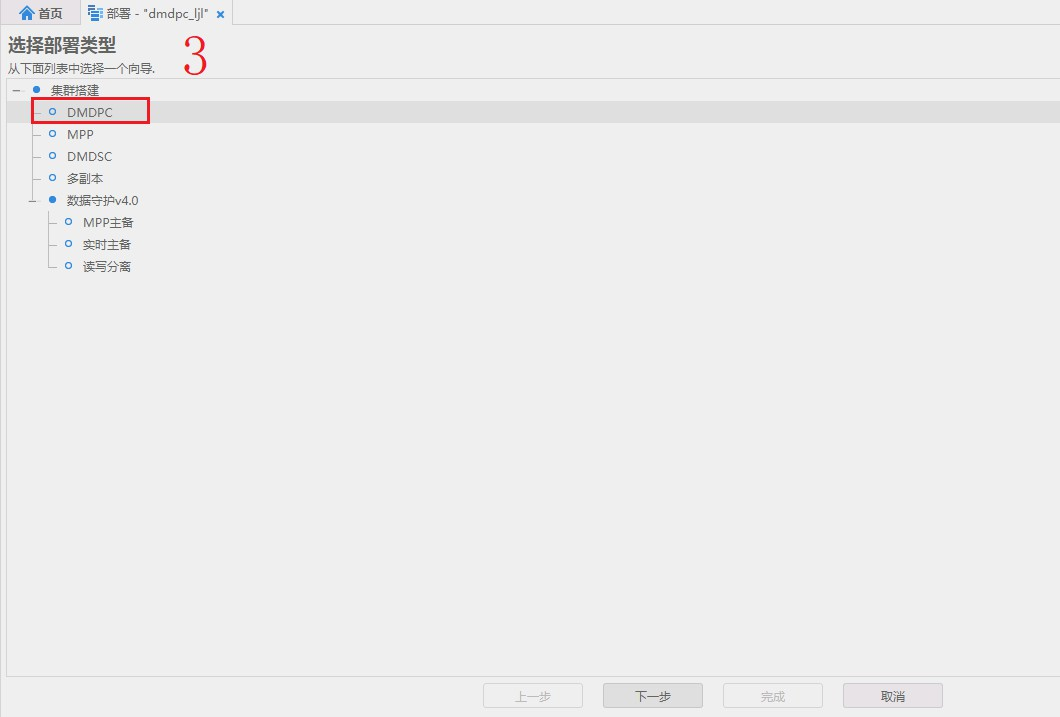 首页
部署 - "dmdpc_ljl"
选择部署类型
从下面列表中选择一个向导.
3
集群搭建
DMDPC
MPP
DMDSC
多副本
数据守护v4.0
MPP主备
实时主备
读写分离
上一步
下一步
完成
取消